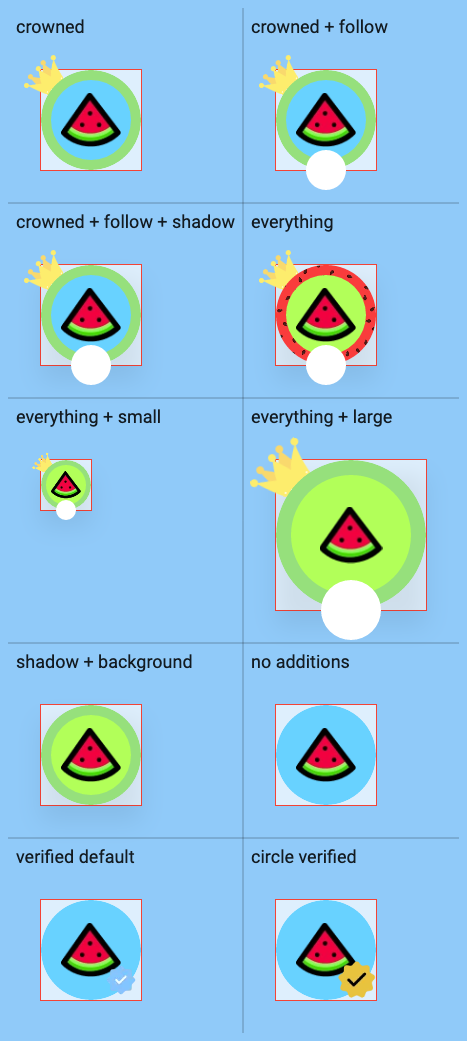 crowned
crowned + follow
crowned + follow + shadow
everything
everything + small
everything + large
shadow + background
no additions
verified default
circle verified